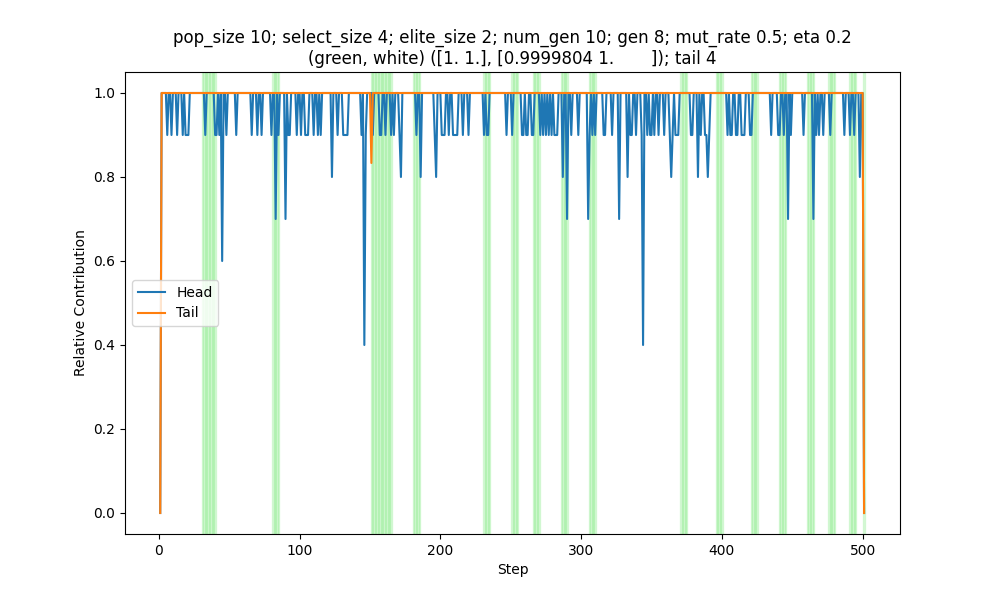 pop_size 10; select_size 4; elite_size 2; num_gen 10; gen 8; mut_rate 0.5; eta 0.2
(green, white) ([1. 1.], [0.9999804 1.        ]); tail 4
1.0
0.8
0.6
0.4
0.2
0.0
Relative Contribution
Head
Tail
0 100 200 300 400 500
Step